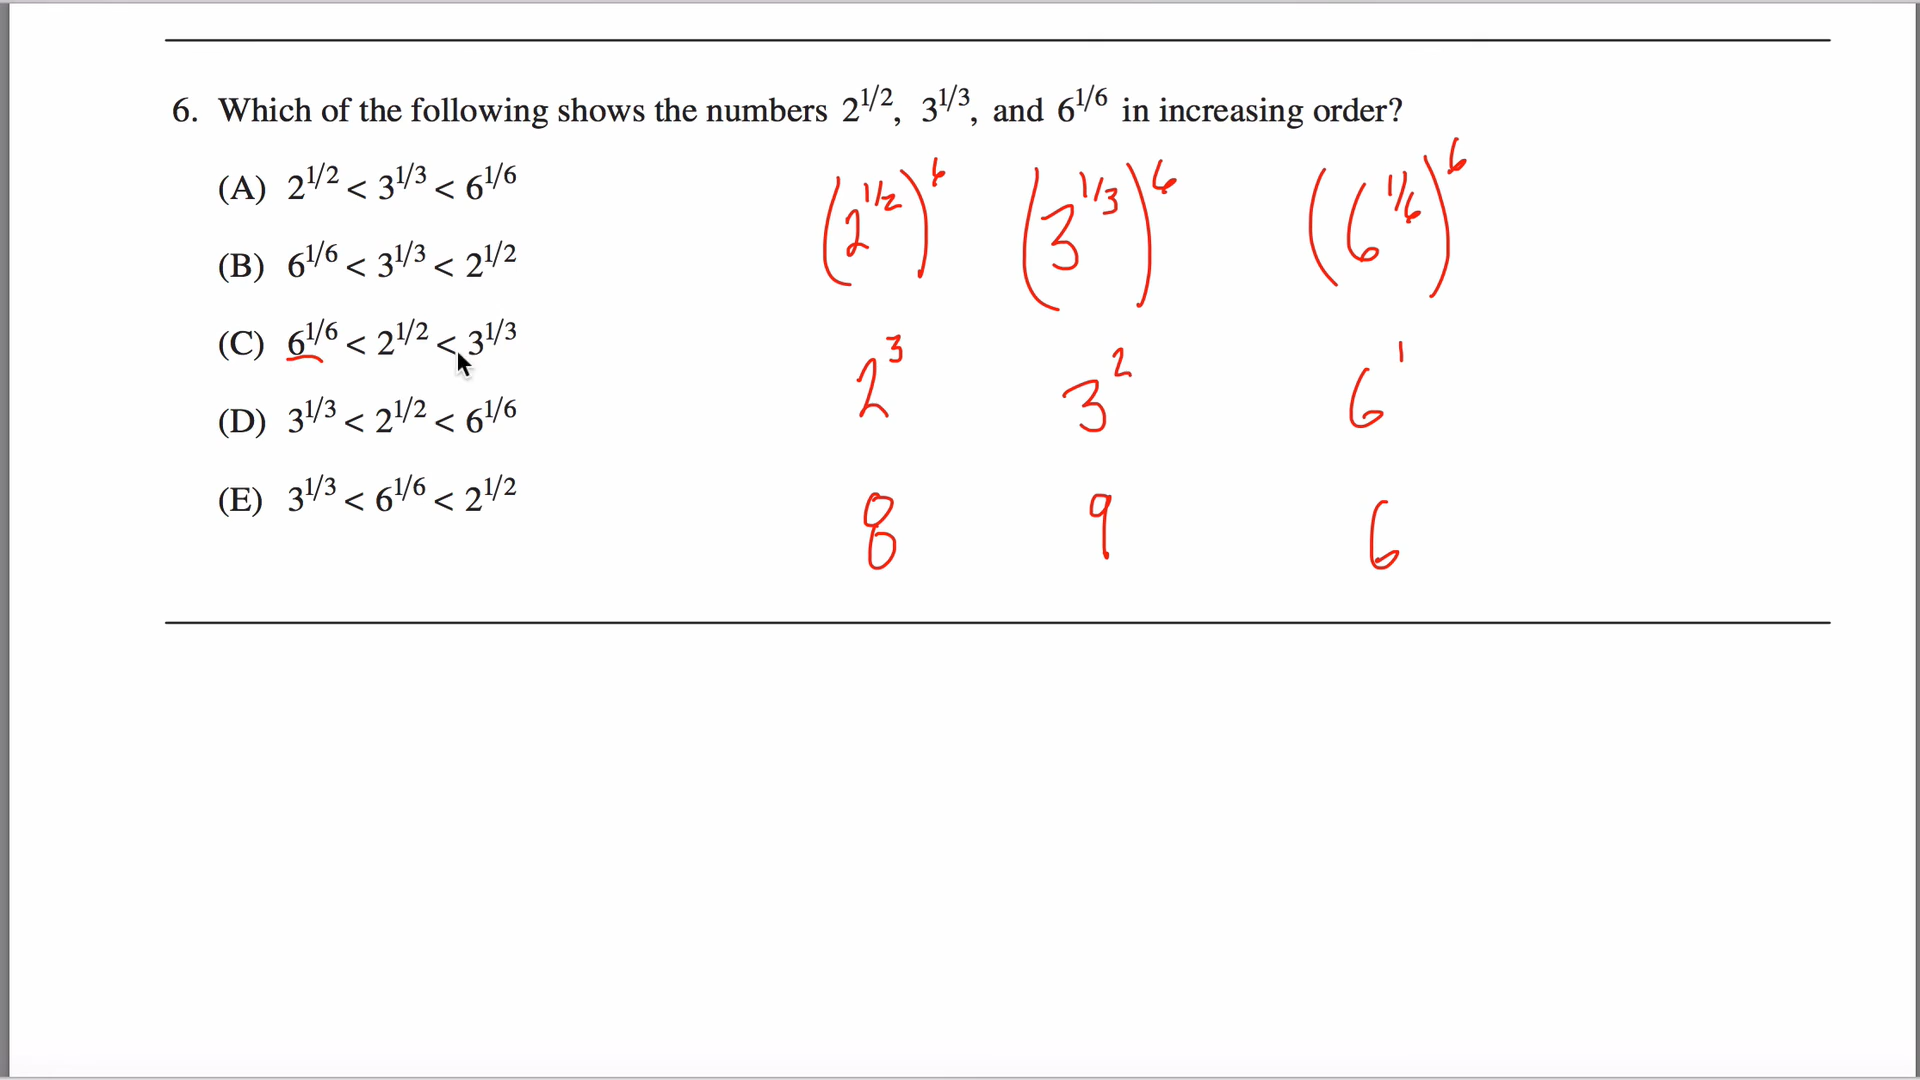 6. Which of the following shows the numbers 2^{1/2}, 3^{1/3}, and 6^{1/6} in increasing order?
(A) 2^{1/2} < 3^{1/3} < 6^{1/6}
(B) 6^{1/6} < 3^{1/3} < 2^{1/2}
(C) 6^{1/6} < 2^{1/2} < 3^{1/3}
(D) 3^{1/3} < 2^{1/2} < 6^{1/6}
(E) 3^{1/3} < 6^{1/6} < 2^{1/2}
(2^{1/2})^6 (3^{1/3})^6 (6^{1/6})^6
2^3 3^2 6^1
8 9 6